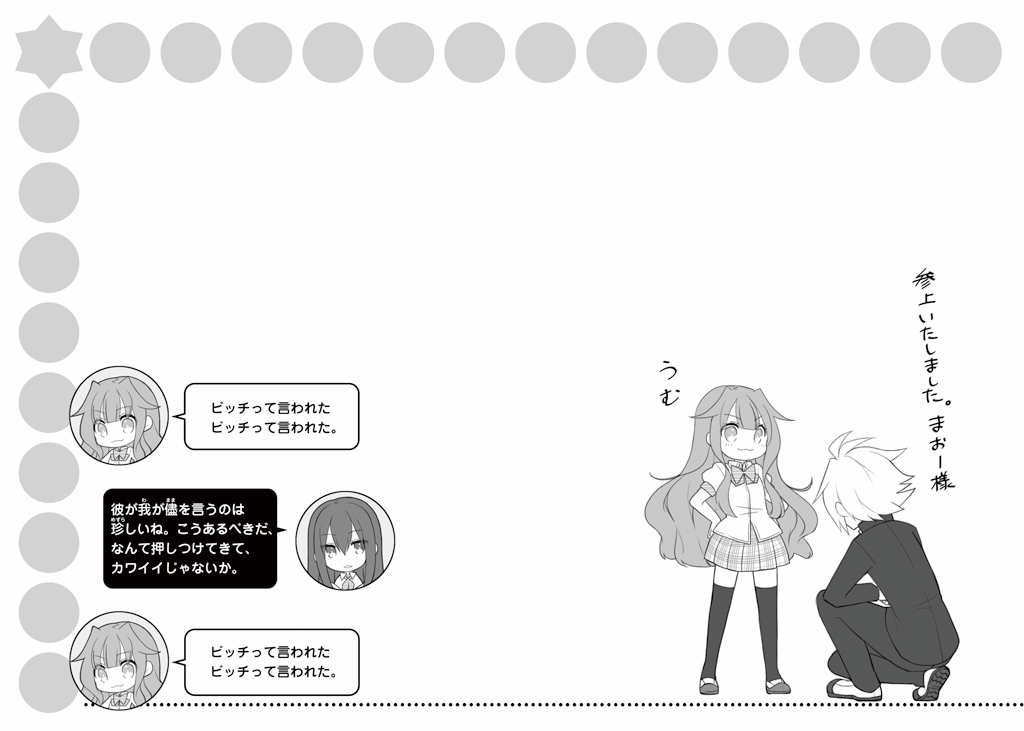 ビッチって言われた
ビッチって言われた。
彼が我が儘を言うのは
珍しいね。こうあるべきだ、
なんて押しつけてきて、
カワイイじゃないか。
ビッチって言われた
ビッチって言われた。
参上いたしました。まおー様
うむ